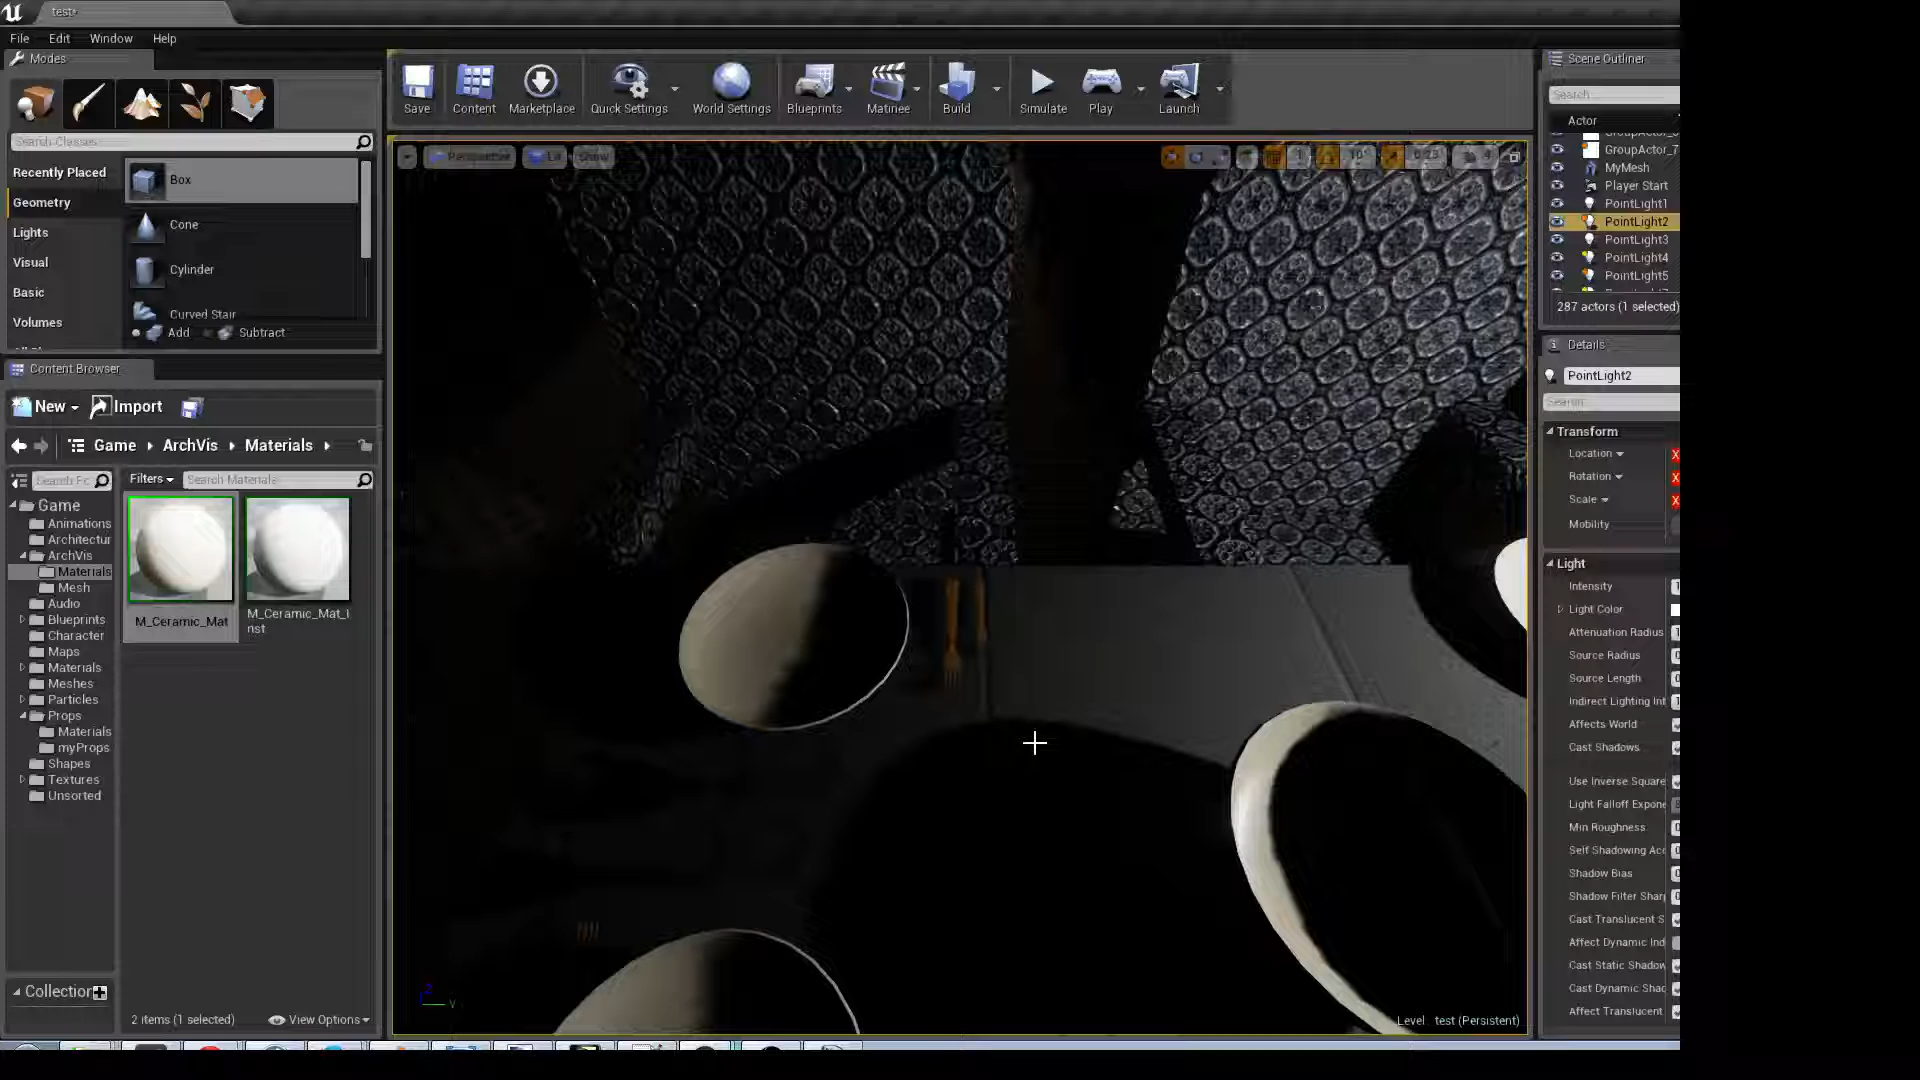 test*
File Edit Window Help
Modes
Search Classes
Recently Placed
Geometry
Lights
Visual
Basic
Volumes
Box
Cone
Cylinder
Curved Stair
Add Subtract
Save Content Marketplace Quick Settings World Settings Blueprints Matinee Build Simulate Play Launch
Perspective Show
Content Browser
New Import
Game ArchVis Materials
Filters Search Materials
Game
Animations
Architectur
ArchVis
Materials
Mesh
Audio
Blueprints
Character
Maps
Materials
Meshes
Particles
Props
Materials
myProps
Shapes
Textures
Unsorted
Collection
M_Ceramic_Mat
M_Ceramic_Mat_I
nst
2 items (1 selected) View Options
Level: test (Persistent)
Scene Outliner
Search...
Actor
GroupActor_7
MyMesh
Player Start
PointLight1
PointLight2
PointLight3
PointLight4
PointLight5
287 actors (1 selected)
Details
PointLight2
Search
Transform
Location
Rotation
Scale
Mobility
Light
Intensity
Light Color
Attenuation Radius
Source Radius
Source Length
Indirect Lighting Int
Affects World
Cast Shadows
Use Inverse Square
Light Falloff Expone
Min Roughness
Self Shadowing Acc
Shadow Bias
Shadow Filter Shar
Cast Translucent S
Affect Dynamic Ind
Cast Static Shadow
Cast Dynamic Shad
Affect Translucent